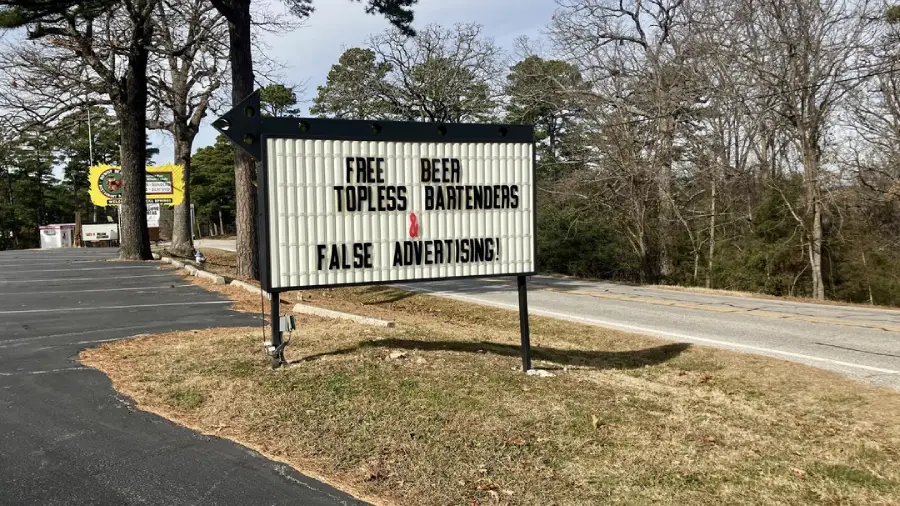 FREE BEER
TOPLESS BARTENDERS
&
FALSE ADVERTISING!